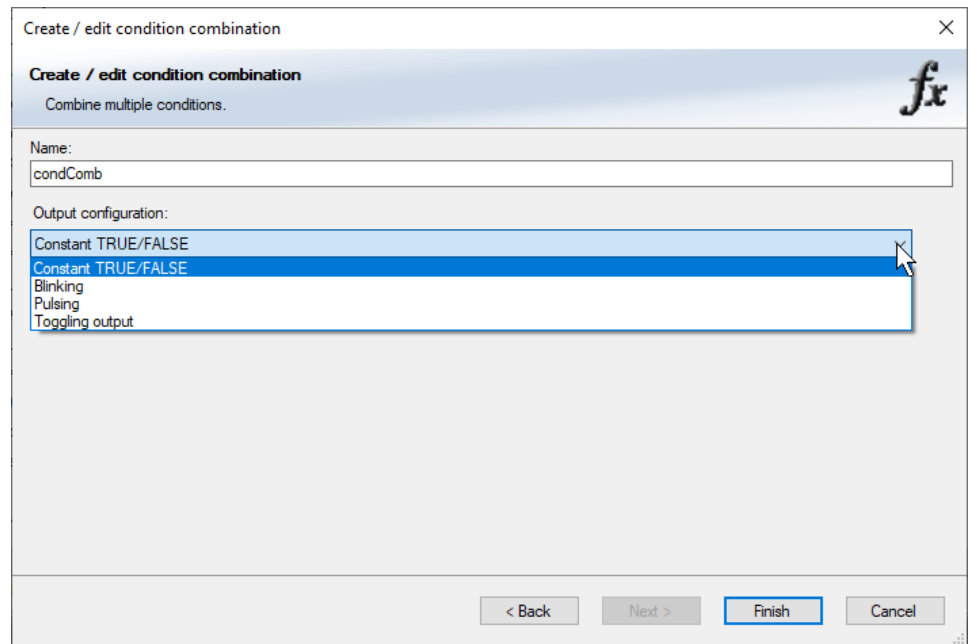 Create / edit condition combination
Create / edit condition combination
Combine multiple conditions.
fx
Name:
condComb
Output configuration:
Constant TRUE/FALSE
Constant TRUE/FALSE
Blinking
Pulsing
Toggling output
< Back Next > Finish Cancel